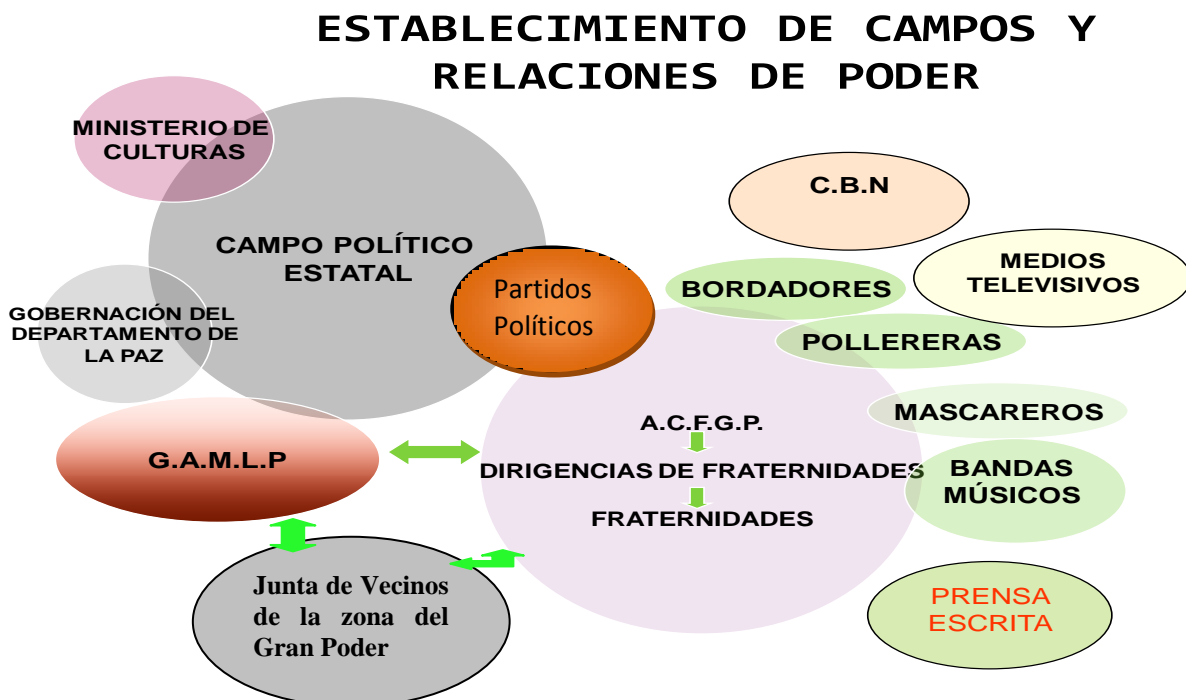 ESTABLECIMIENTO DE CAMPOS Y
RELACIONES DE PODER
MINISTERIO DE
CULTURAS
CAMPO POLÍTICO
ESTATAL
GOBERNACIÓN DEL
DEPARTAMENTO DE
LA PAZ
G.A.M.L.P
Partidos
Políticos
C.B.N
MEDIOS
TELEVISIVOS
BORDADORES
POLLERERAS
MASCAREROS
BANDAS
MÚSICOS
A.C.F.G.P.
DIRIGENCIAS DE FRATERNIDADES
FRATERNIDADES
Junta de Vecinos
de la zona del
Gran Poder
PRENSA
ESCRITA